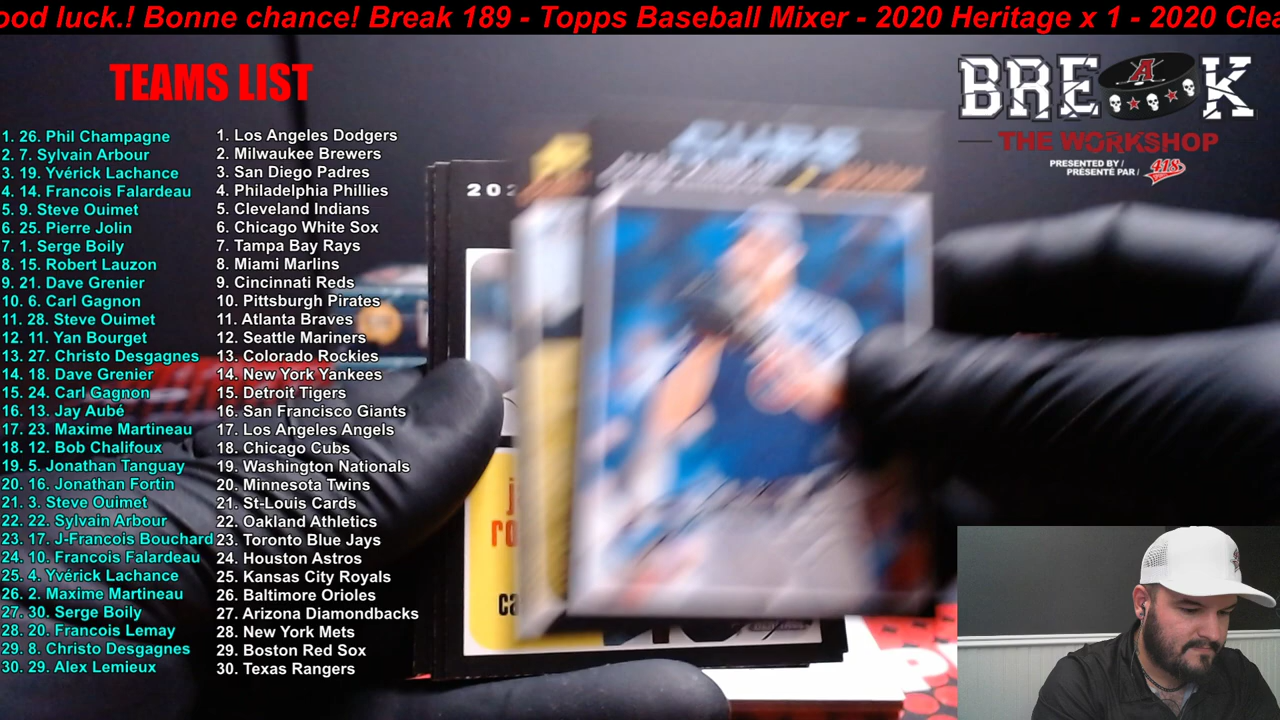 ood luck.! Bonne chance! Break 189 - Topps Baseball Mixer - 2020 Heritage x 1 - 2020 Clea
TEAMS LIST
BREAK
THE WORKSHOP
PRESENTED BY /
PRÉSENTÉ PAR /
418
1. 26. Phil Champagne 1. Los Angeles Dodgers
2. 7. Sylvain Arbour 2. Milwaukee Brewers
3. 19. Yvérick Lachance 3. San Diego Padres
4. 14. Francois Falardeau 4. Philadelphia Phillies
5. 9. Steve Ouimet 5. Cleveland Indians
6. 25. Pierre Jolin 6. Chicago White Sox
7. 1. Serge Boily 7. Tampa Bay Rays
8. 15. Robert Lauzon 8. Miami Marlins
9. 21. Dave Grenier 9. Cincinnati Reds
10. 6. Carl Gagnon 10. Pittsburgh Pirates
11. 28. Steve Ouimet 11. Atlanta Braves
12. 11. Yan Bourget 12. Seattle Mariners
13. 27. Christo Desgagnes 13. Colorado Rockies
14. 18. Dave Grenier 14. New York Yankees
15. 24. Carl Gagnon 15. Detroit Tigers
16. 13. Jay Aubé 16. San Francisco Giants
17. 23. Maxime Martineau 17. Los Angeles Angels
18. 12. Bob Chalifoux 18. Chicago Cubs
19. 5. Jonathan Tanguay 19. Washington Nationals
20. 16. Jonathan Fortin 20. Minnesota Twins
21. 3. Steve Ouimet 21. St-Louis Cards
22. 22. Sylvain Arbour 22. Oakland Athletics
23. 17. J-Francois Bouchard 23. Toronto Blue Jays
24. 10. Francois Falardeau 24. Houston Astros
25. 4. Yvérick Lachance 25. Kansas City Royals
26. 2. Maxime Martineau 26. Baltimore Orioles
27. 30. Serge Boily 27. Arizona Diamondbacks
28. 20. Francois Lemay 28. New York Mets
29. 8. Christo Desgagnes 29. Boston Red Sox
30. 29. Alex Lemieux 30. Texas Rangers
CUBS